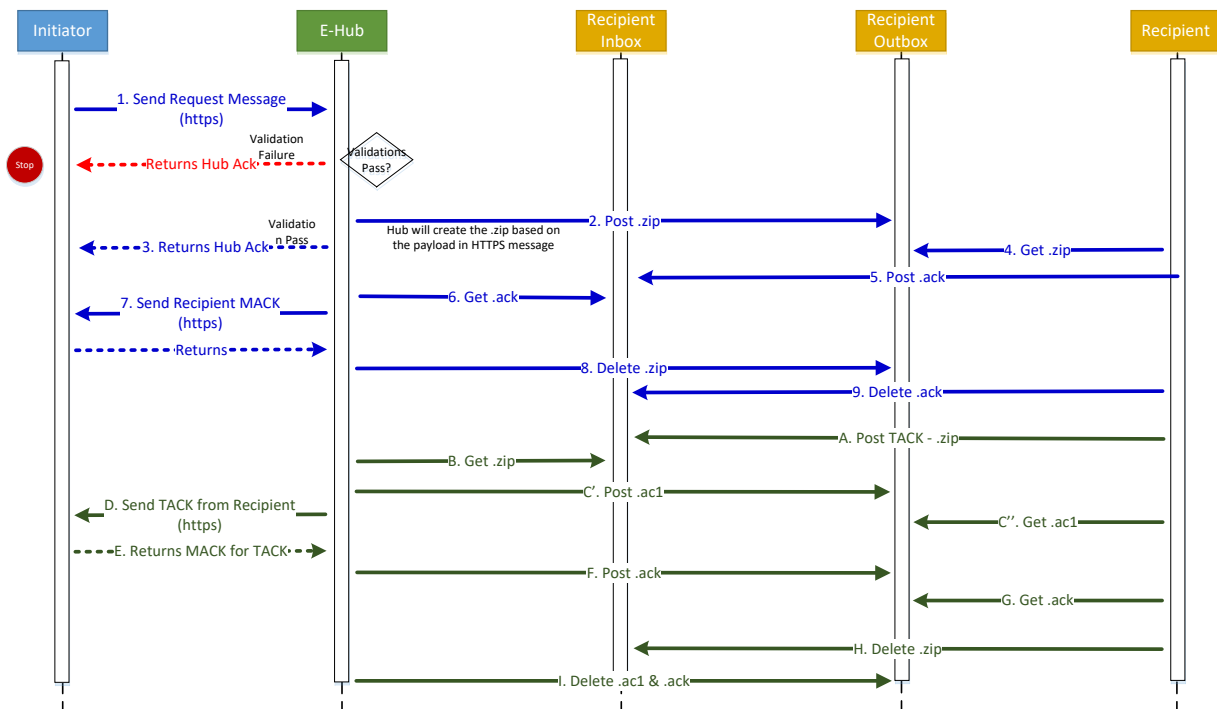 Initiator
E-Hub
Recipient
Inbox
Recipient
Outbox
Recipient
1. Send Request Message
(https)
Stop
Returns Hub Ack
Validation
Failure
Validations
Pass?
2. Post .zip
Hub will create the .zip based on
the payload in HTTPS message
Validatio
n Pass
3. Returns Hub Ack
4. Get .zip
5. Post .ack
6. Get .ack
7. Send Recipient MACK
(https)
Returns
8. Delete .zip
9. Delete .ack
A. Post TACK - .zip
B. Get .zip
C'. Post .ac1
D. Send TACK from Recipient
(https)
C''. Get .ac1
E. Returns MACK for TACK
F. Post .ack
G. Get .ack
H. Delete .zip
I. Delete .ac1 & .ack